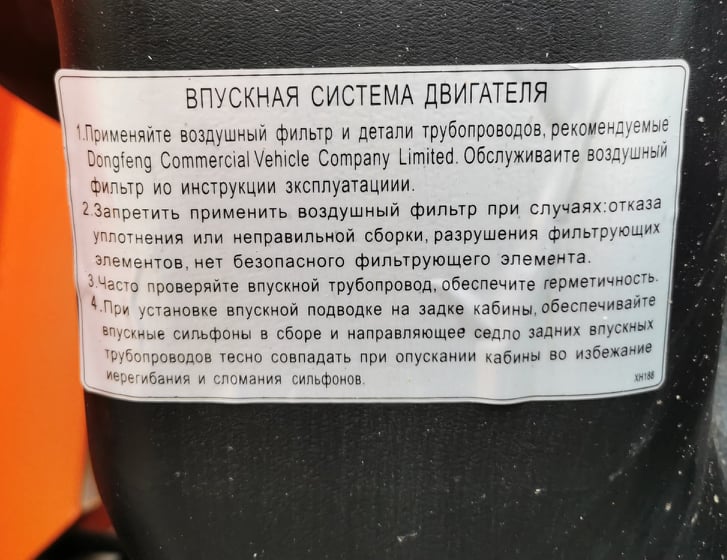 ВПУСКНАЯ СИСТЕМА ДВИГАТЕЛЯ
1.Применяйте воздушный фильтр и детали трубопроводов, рекомендуемые
Dongfeng Commercial Vehicle Company Limited. Обслуживаите воздушный
фильтр ио инструкции зксплуатациии.
2.Запретить применить воздушный фильтр при случаях:отказа
уплотнения или неправильной сборки, разрушения фильтрующих
элементов, нет безопасного фильтрующего элемента.
3.Часто проверяйте впускной трубопровод, обеспечите герметичность.
4.При установке впускной подводке на задке кабины, обеспечивайте
впускные сильфоны в сборе и направляющее седло задних впускных
трубопроводов тесно совпадать при опускании кабины во избежание
иерегибания и сломания сильфонов.
XH188